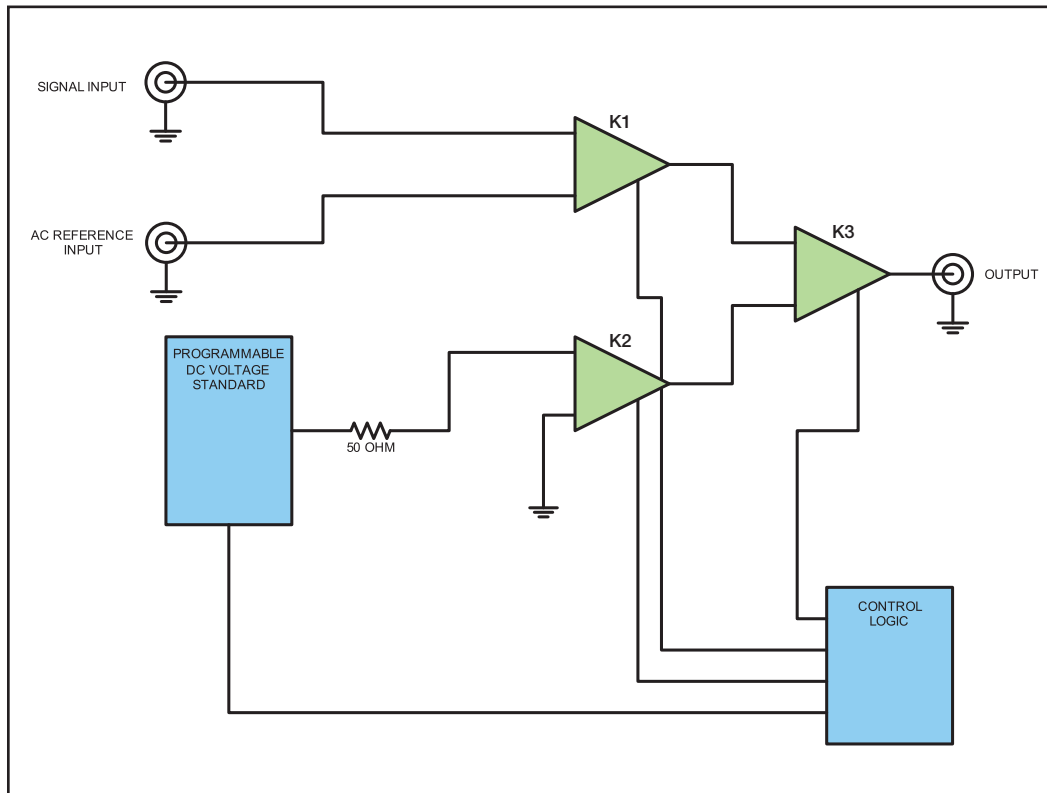 SIGNAL INPUT
K1
AC REFERENCE
INPUT
K3
OUTPUT
PROGRAMMABLE
DC VOLTAGE
STANDARD
K2
50 OHM
CONTROL
LOGIC